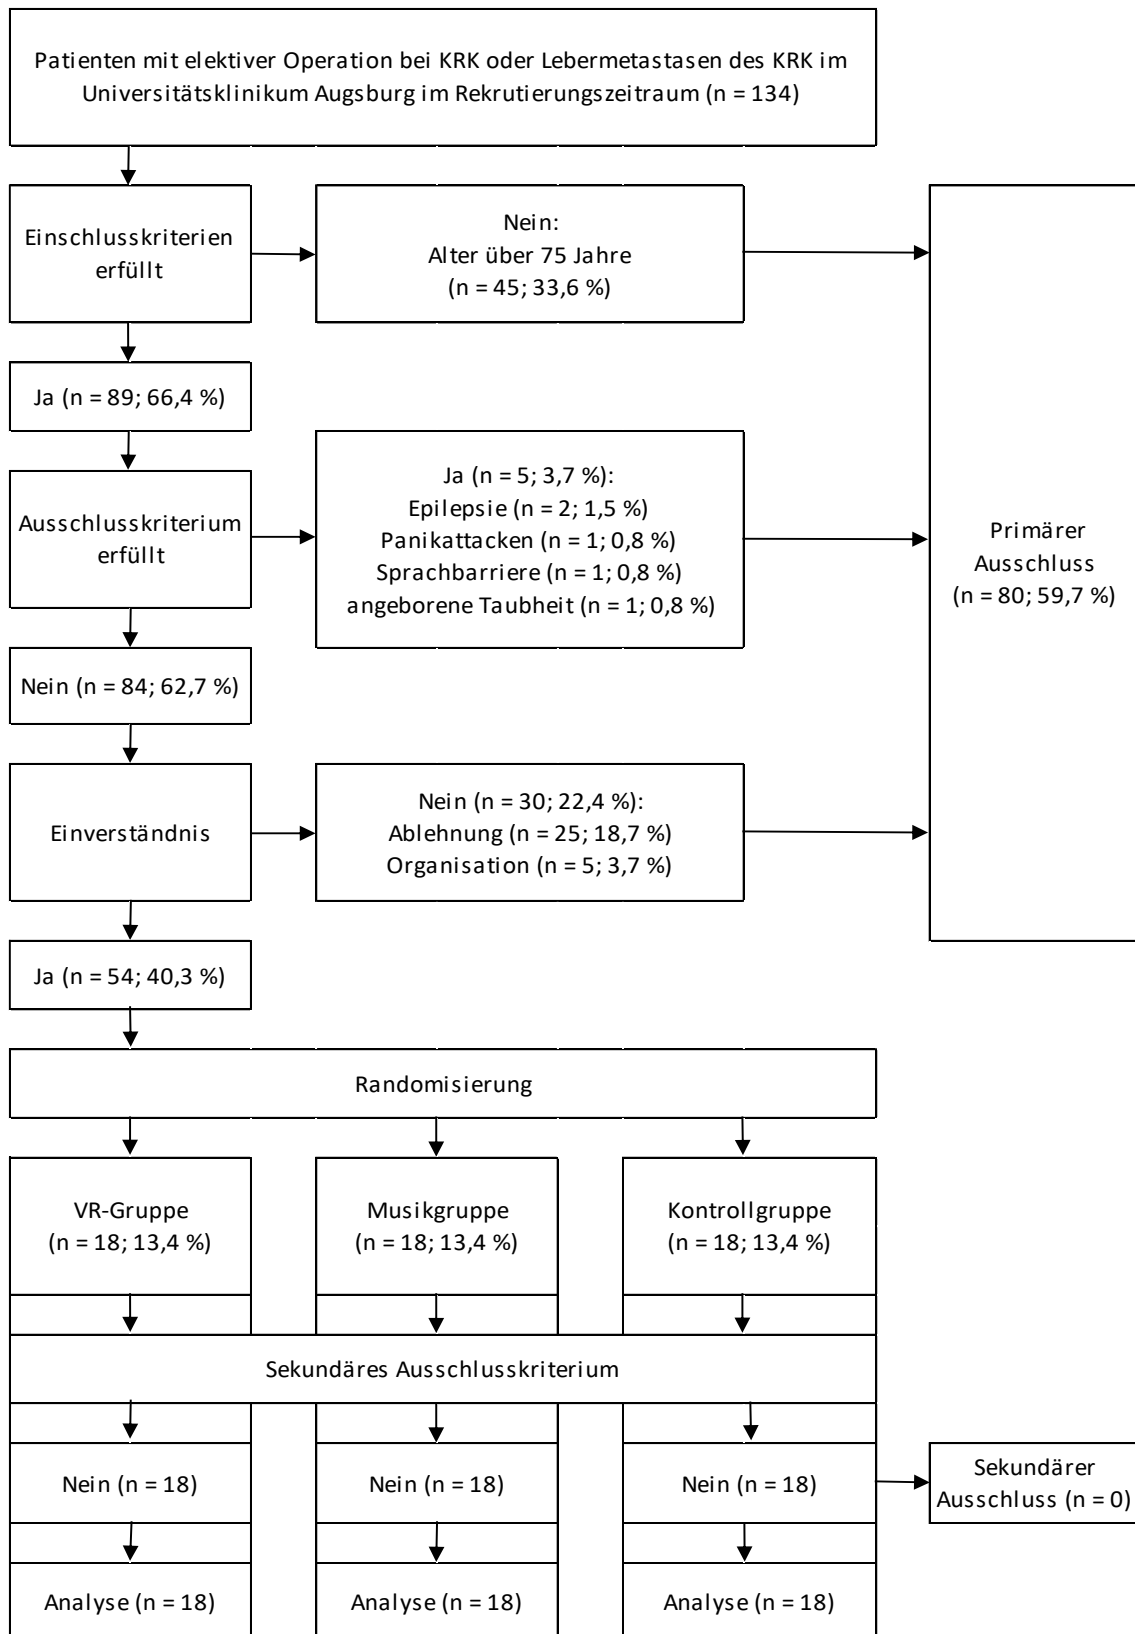 Patienten mit elektiver Operation bei KRK oder Lebermetastasen des KRK im
Universitätsklinikum Augsburg im Rekrutierungszeitraum (n = 134)
Einschlusskriterien
erfüllt
Nein:
Alter über 75 Jahre
(n = 45; 33,6 %)
Ja (n = 89; 66,4 %)
Ausschlusskriterium
erfüllt
Ja (n = 5; 3,7 %):
Epilepsie (n = 2; 1,5 %)
Panikattacken (n = 1; 0,8 %)
Sprachbarriere (n = 1; 0,8 %)
angeborene Taubheit (n = 1; 0,8 %)
Primärer
Ausschluss
(n = 80; 59,7 %)
Nein (n = 84; 62,7 %)
Einverständnis
Nein (n = 30; 22,4 %):
Ablehnung (n = 25; 18,7 %)
Organisation (n = 5; 3,7 %)
Ja (n = 54; 40,3 %)
Randomisierung
VR-Gruppe
(n = 18; 13,4 %)
Musikgruppe
(n = 18; 13,4 %)
Kontrollgruppe
(n = 18; 13,4 %)
Sekundäres Ausschlusskriterium
Nein (n = 18)
Nein (n = 18)
Nein (n = 18)
Sekundärer
Ausschluss (n = 0)
Analyse (n = 18)
Analyse (n = 18)
Analyse (n = 18)